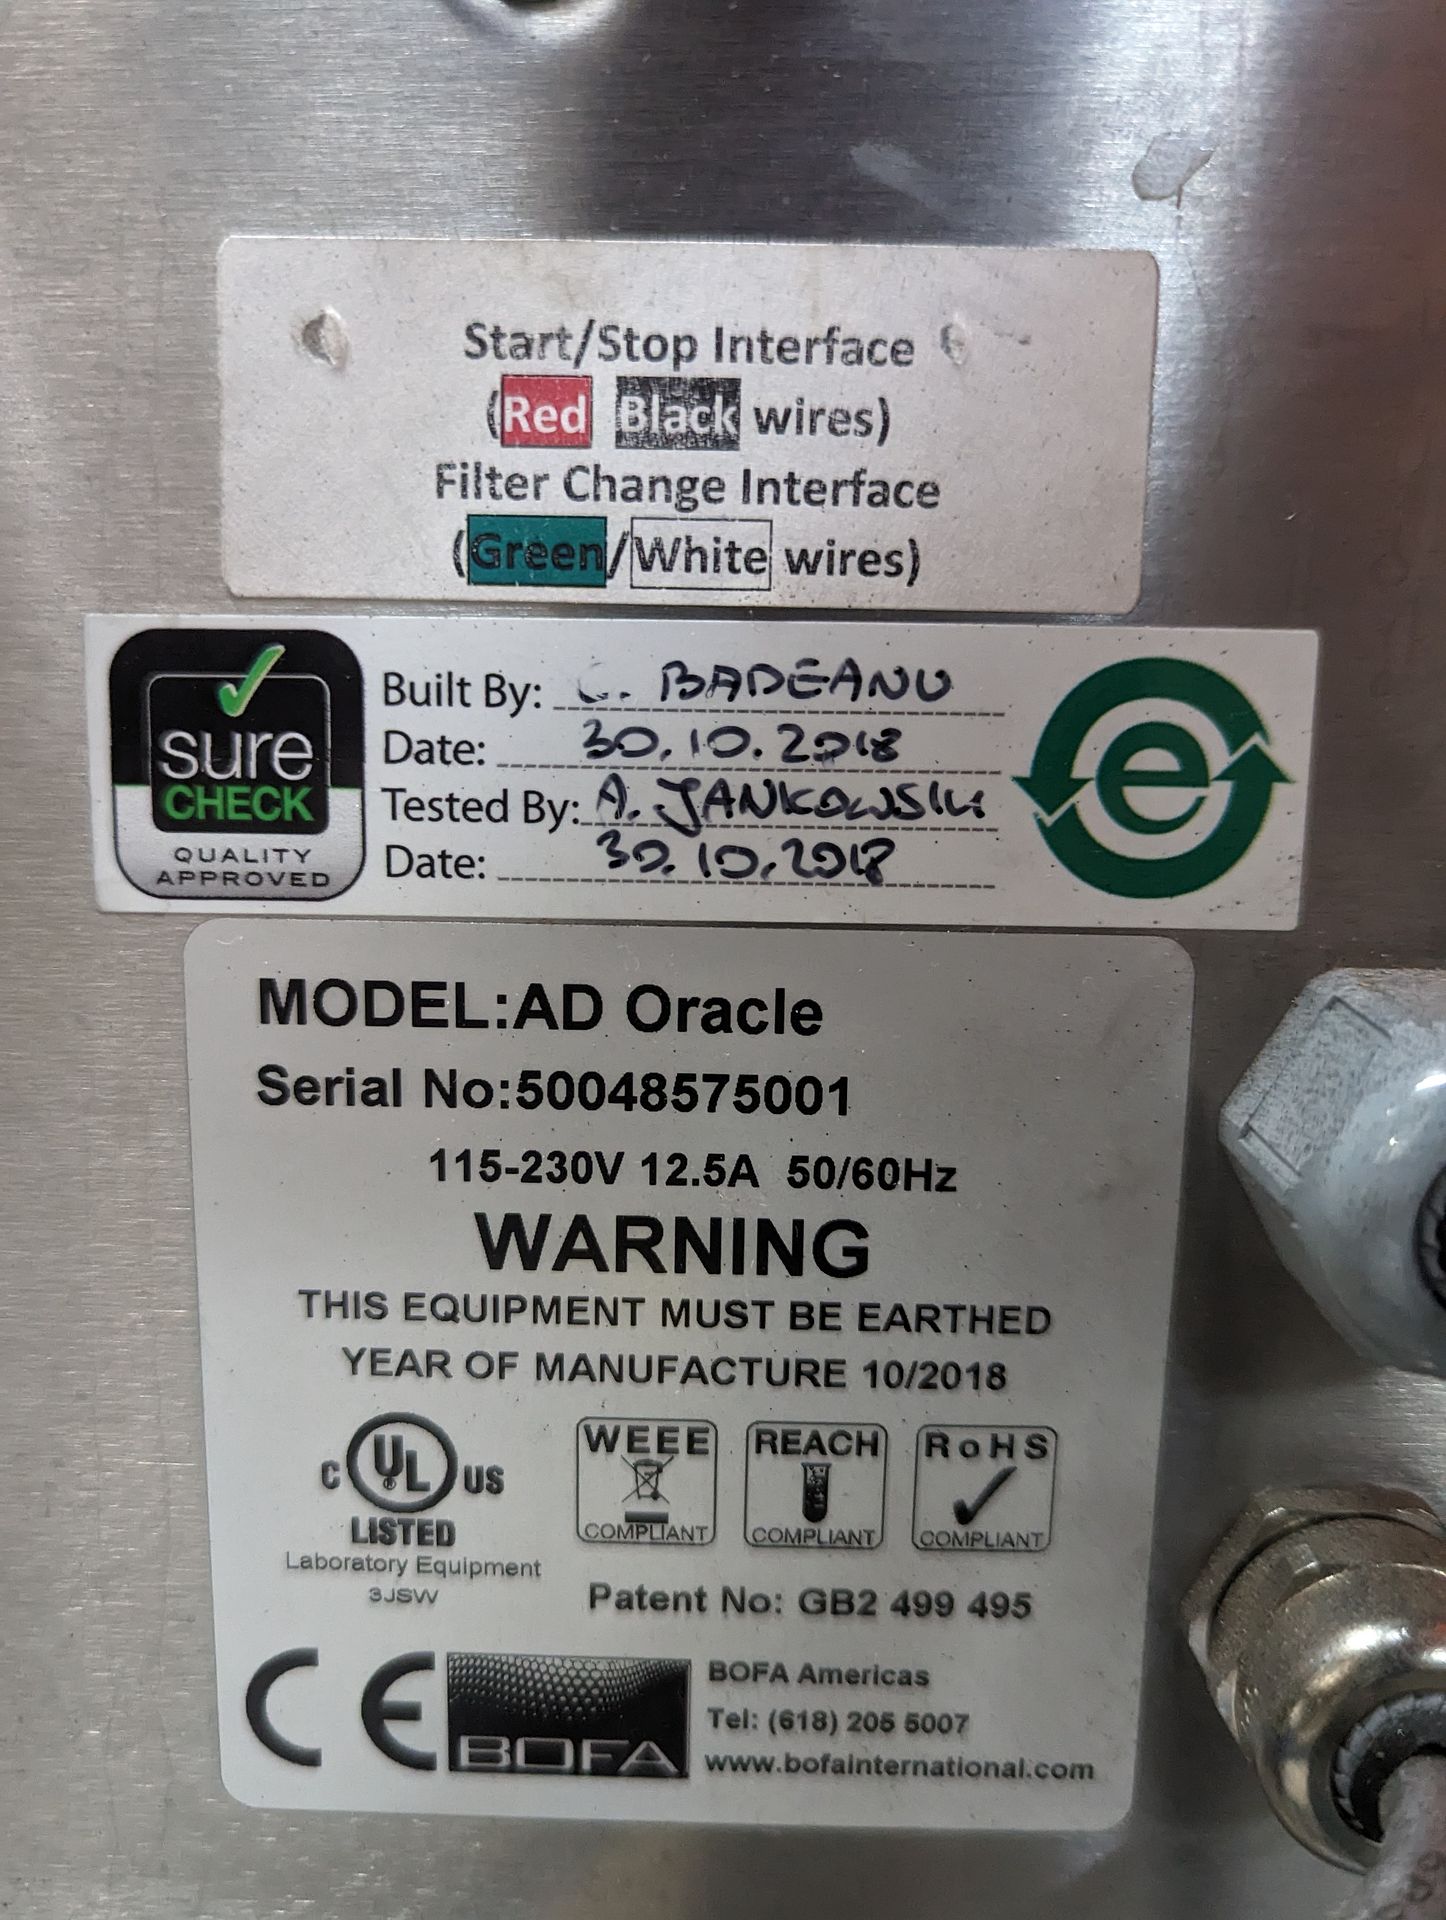 Start/Stop Interface
(Red Black wires)
Filter Change Interface
(Green/White wires)
sure
CHECK
QUALITY
APPROVED
Built By: C. BADEANU
Date: 30.10.2018
Tested By: A. JANKOWSKI
Date: 30.10.2018
e
MODEL:AD Oracle
Serial No:50048575001
115-230V 12.5A 50/60Hz
WARNING
THIS EQUIPMENT MUST BE EARTHED
YEAR OF MANUFACTURE 10/2018
C UL US
LISTED
Laboratory Equipment
3JSW
WEEE
COMPLIANT
REACH
COMPLIANT
RoHS
COMPLIANT
Patent No: GB2 499 495
CE
BOFA
BOFA Americas
Tel: (618) 205 5007
www.bofainternational.com